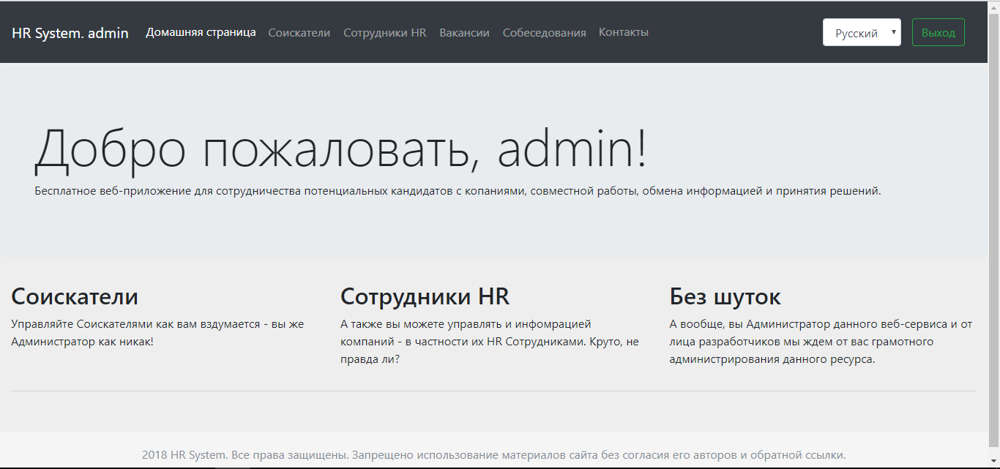 HR System. admin Домашняя страница Соискатели Сотрудники HR Вакансии Собеседования Контакты Русский Выход
Добро пожаловать, admin!
Бесплатное веб-приложение для сотрудничества потенциальных кандидатов с копаниями, совместной работы, обмена информацией и принятия решений.
Соискатели
Управляйте Соискателями как вам вздумается - вы же
Администратор как никак!
Сотрудники HR
А также вы можете управлять и инфомрацией
компаний - в частности их HR Сотрудниками. Круто, не
правда ли?
Без шуток
А вообще, вы Администратор данного веб-сервиса и от
лица разработчиков мы ждем от вас грамотного
администрирования данного ресурса.
2018 HR System. Все права защищены. Запрещено использование материалов сайта без согласия его авторов и обратной ссылки.